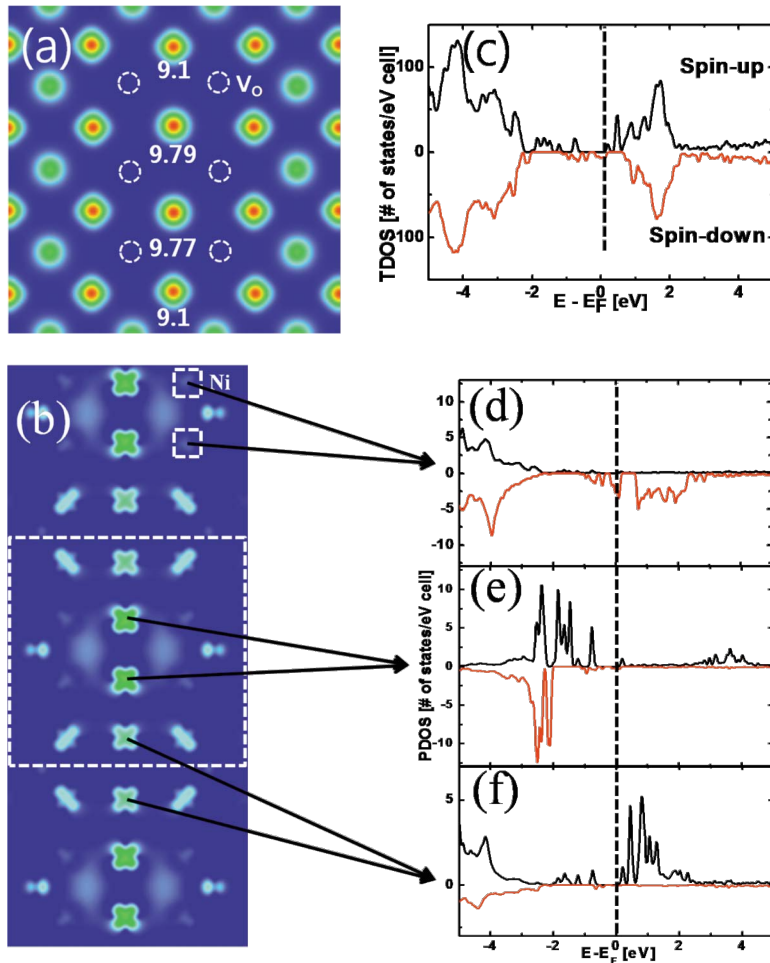 (a)
9.1
V_O
9.79
9.77
9.1
(b)
Ni
(c)
Spin-up
Spin-down
TDOS [# of states/eV cell]
100
0
100
-4 -2 0 2 4
E - E_F [eV]
(d)
10
5
0
-5
-10
(e)
10
5
0
-5
-10
PDOS [# of states/eV cell]
(f)
5
0
-4 -2 0 2 4
E-E_F [eV]